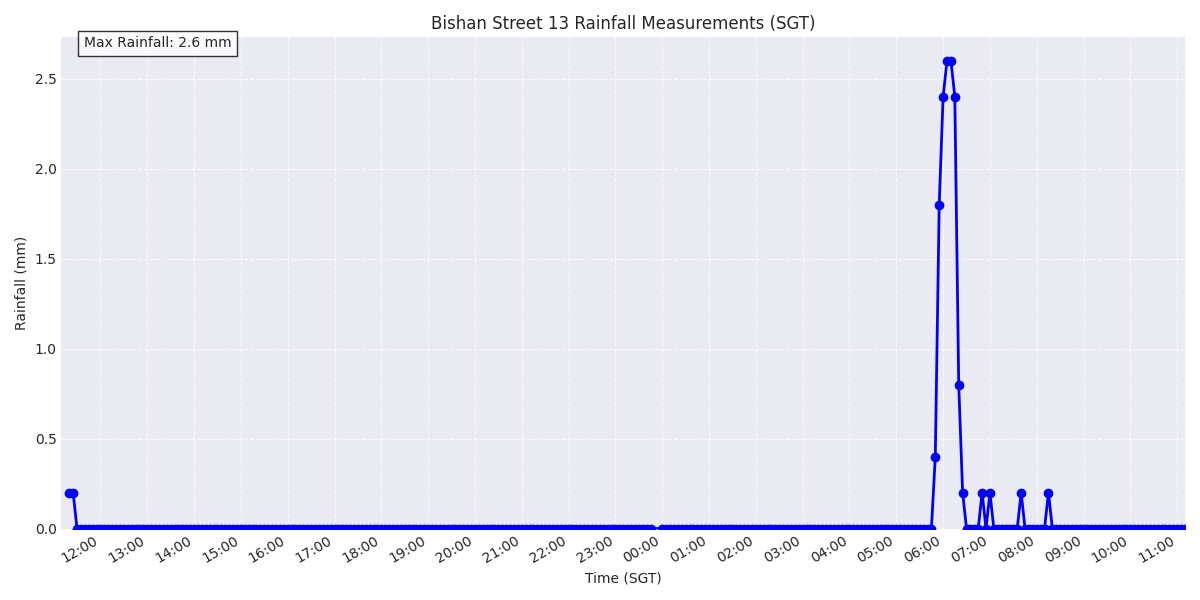 Bishan Street 13 Rainfall Measurements (SGT)
Max Rainfall: 2.6 mm
2.5
2.0
1.5
1.0
0.5
0.0
Rainfall (mm)
12:00 13:00 14:00 15:00 16:00 17:00 18:00 19:00 20:00 21:00 22:00 23:00 00:00 01:00 02:00 03:00 04:00 05:00 06:00 07:00 08:00 09:00 10:00 11:00
Time (SGT)